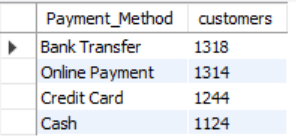 Payment_Method customers
Bank Transfer 1318
Online Payment 1314
Credit Card 1244
Cash 1124